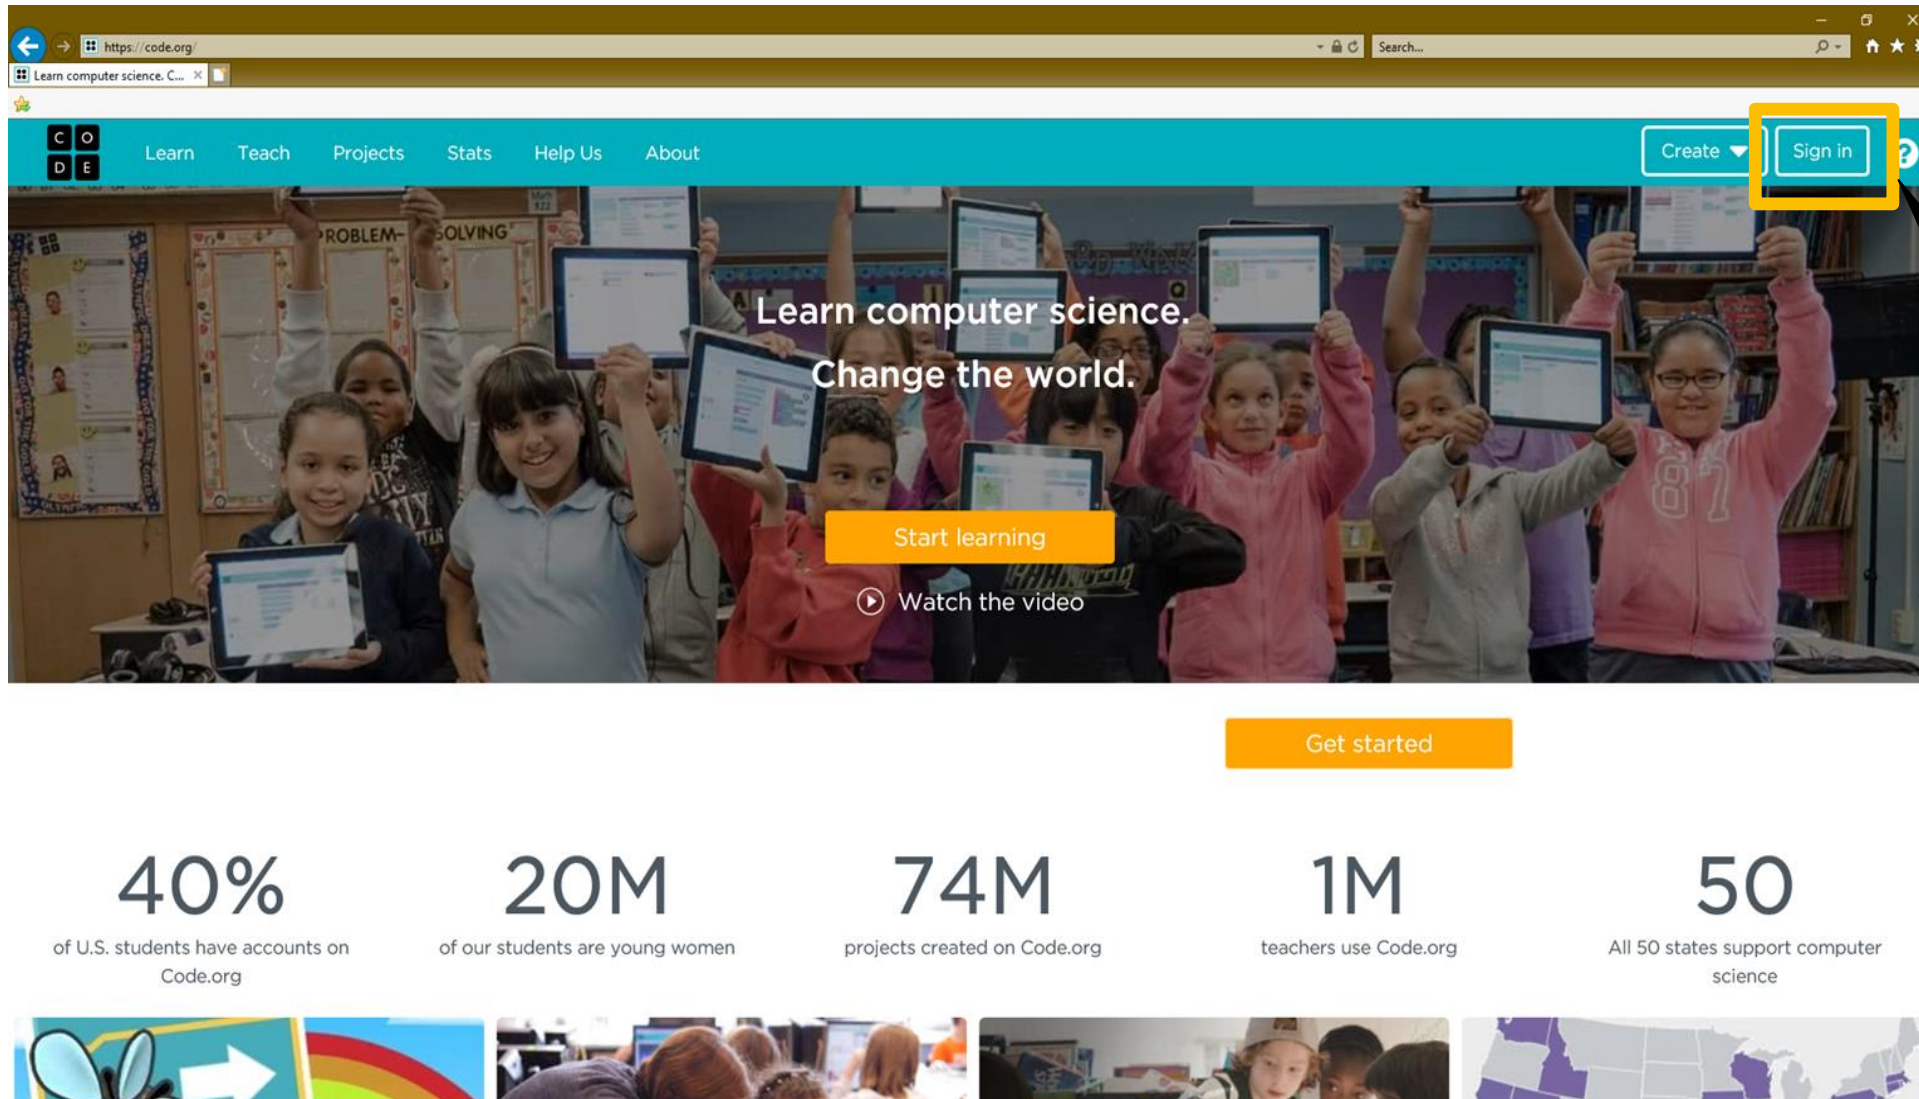 https://code.org/
Search...
Learn computer science. C...
C O
D E
Learn Teach Projects Stats Help Us About
Create
Sign in
?
PROBLEM-SOLVING
Learn computer science.
Change the world.
87
Start learning
Watch the video
Get started
40%
of U.S. students have accounts on
Code.org
20M
of our students are young women
74M
projects created on Code.org
1M
teachers use Code.org
50
All 50 states support computer
science